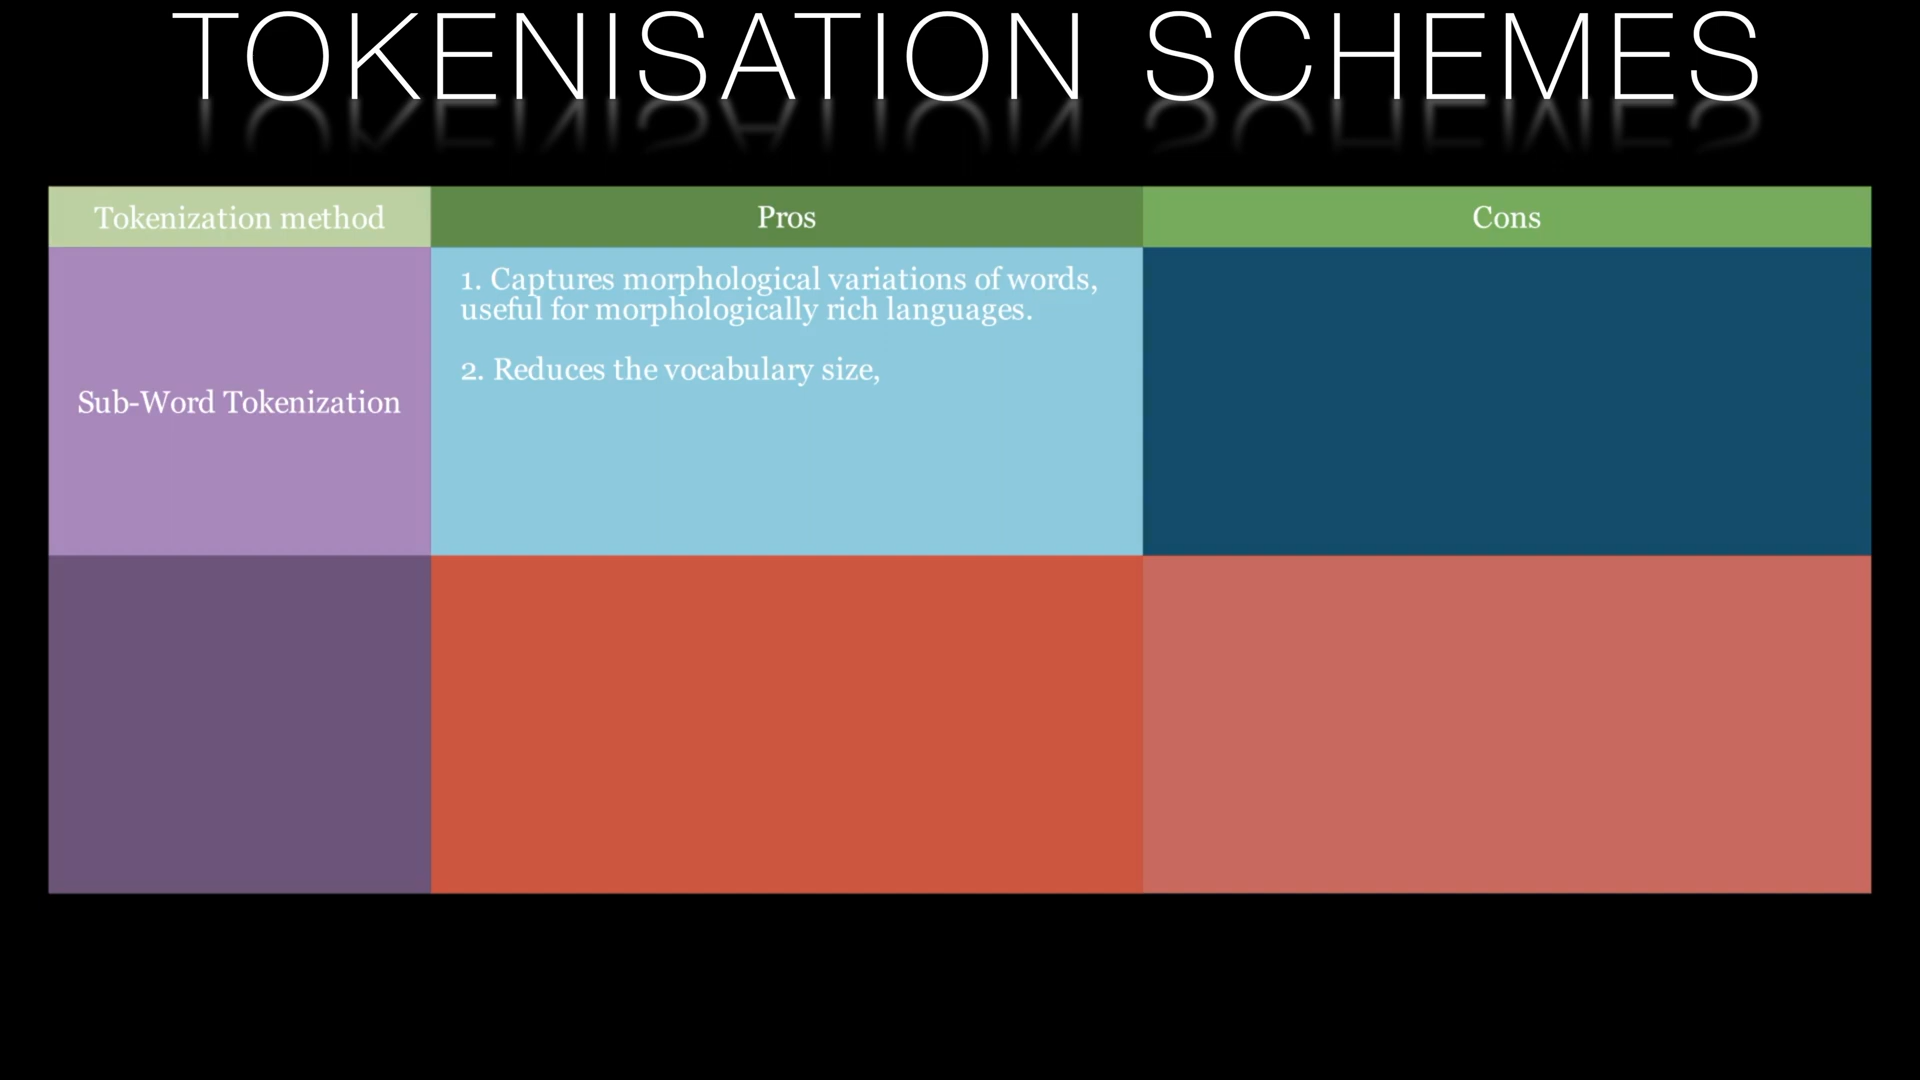 TOKENISATION SCHEMES
Tokenization method
Pros
Cons
Sub-Word Tokenization
1. Captures morphological variations of words,
useful for morphologically rich languages.
2. Reduces the vocabulary size,